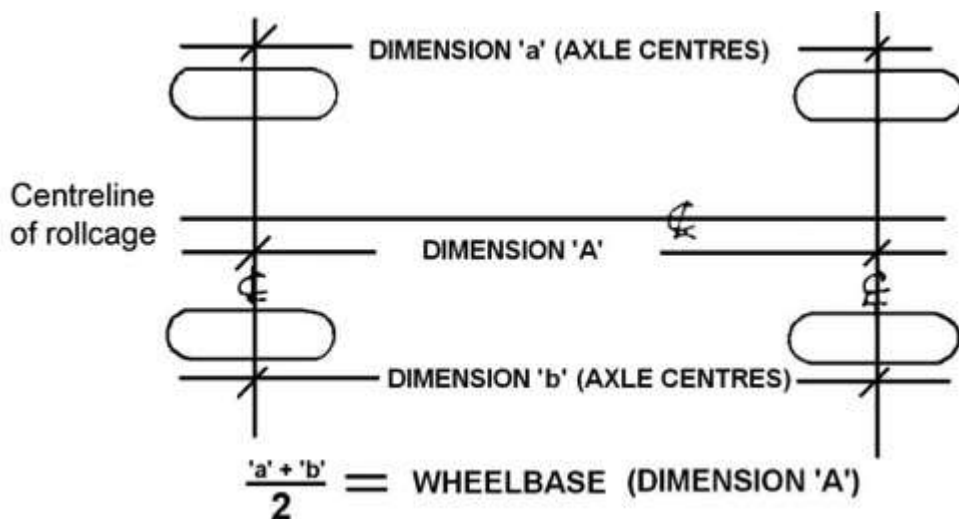 DIMENSION 'a' (AXLE CENTRES)
Centreline
of rollcage
DIMENSION 'A'
DIMENSION 'b' (AXLE CENTRES)
'a' + 'b'
2
= WHEELBASE (DIMENSION 'A')